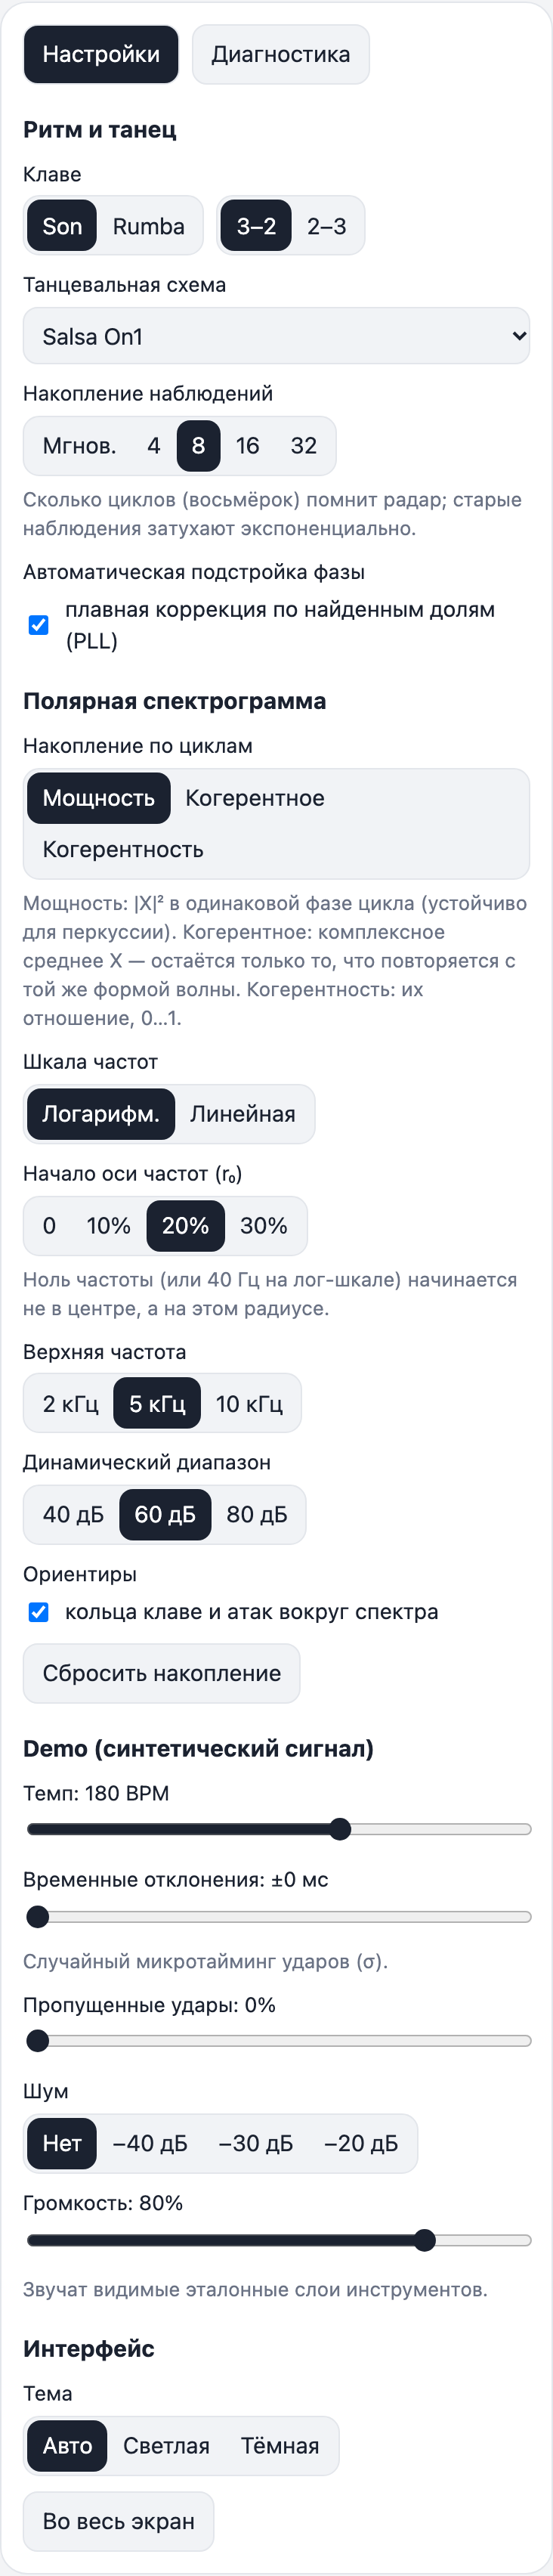 Настройки Диагностика
Ритм и танец
Клаве
Son Rumba 3–2 2–3
Танцевальная схема
Salsa On1
Накопление наблюдений
Мгнов. 4 8 16 32
Сколько циклов (восьмёрок) помнит радар; старые
наблюдения затухают экспоненциально.
Автоматическая подстройка фазы
плавная коррекция по найденным долям
(PLL)
Полярная спектрограмма
Накопление по циклам
Мощность Когерентное
Когерентность
Мощность: |X|² в одинаковой фазе цикла (устойчиво
для перкуссии). Когерентное: комплексное
среднее X — остаётся только то, что повторяется с
той же формой волны. Когерентность: их
отношение, 0…1.
Шкала частот
Логарифм. Линейная
Начало оси частот (r₀)
0 10% 20% 30%
Ноль частоты (или 40 Гц на лог-шкале) начинается
не в центре, а на этом радиусе.
Верхняя частота
2 кГц 5 кГц 10 кГц
Динамический диапазон
40 дБ 60 дБ 80 дБ
Ориентиры
кольца клаве и атак вокруг спектра
Сбросить накопление
Demo (синтетический сигнал)
Темп: 180 BPM
Временные отклонения: ±0 мс
Случайный микротайминг ударов (σ).
Пропущенные удары: 0%
Шум
Нет −40 дБ −30 дБ −20 дБ
Громкость: 80%
Звучат видимые эталонные слои инструментов.
Интерфейс
Тема
Авто Светлая Тёмная
Во весь экран